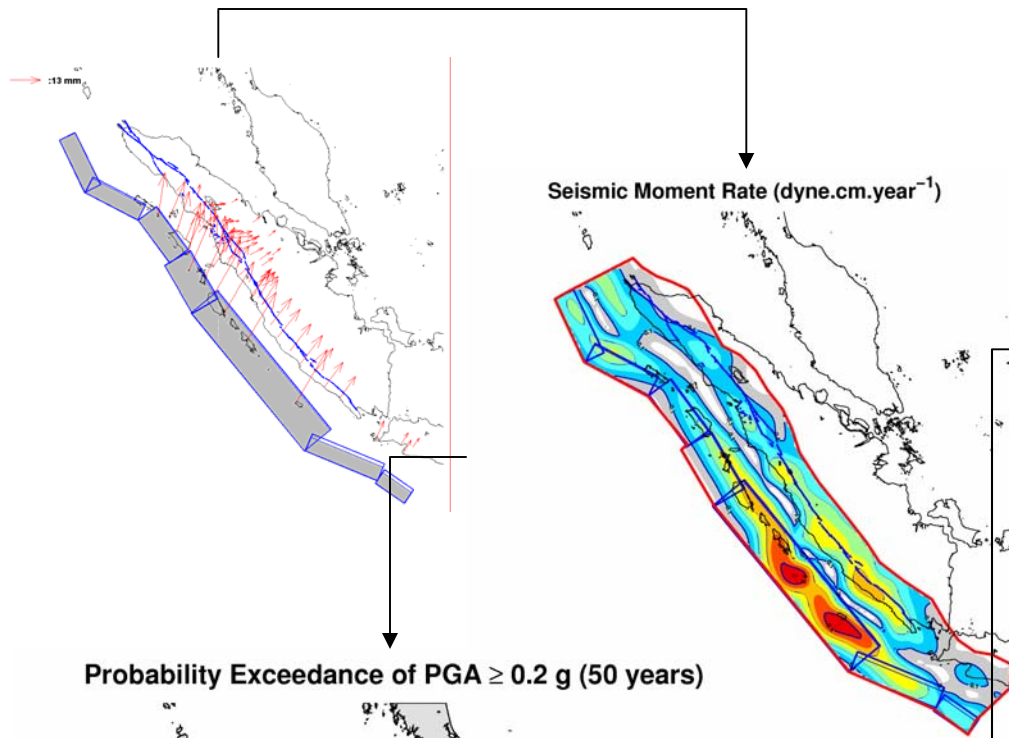 :13 mm
Seismic Moment Rate (dyne.cm.year⁻¹)
Probability Exceedance of PGA ≥ 0.2 g (50 years)